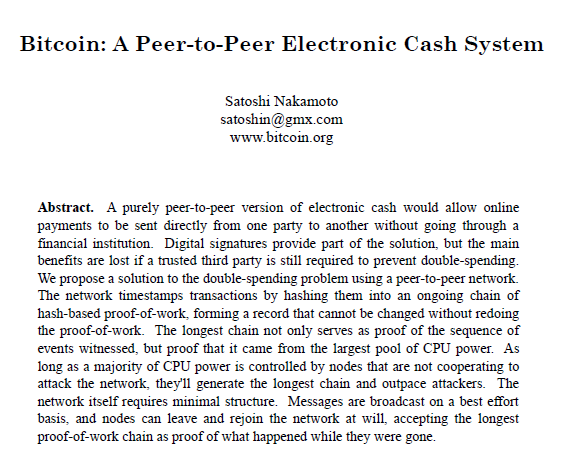 Bitcoin: A Peer-to-Peer Electronic Cash System
Satoshi Nakamoto
satoshin@gmx.com
www.bitcoin.org
Abstract. A purely peer-to-peer version of electronic cash would allow online
payments to be sent directly from one party to another without going through a
financial institution. Digital signatures provide part of the solution, but the main
benefits are lost if a trusted third party is still required to prevent double-spending.
We propose a solution to the double-spending problem using a peer-to-peer network.
The network timestamps transactions by hashing them into an ongoing chain of
hash-based proof-of-work, forming a record that cannot be changed without redoing
the proof-of-work. The longest chain not only serves as proof of the sequence of
events witnessed, but proof that it came from the largest pool of CPU power. As
long as a majority of CPU power is controlled by nodes that are not cooperating to
attack the network, they'll generate the longest chain and outpace attackers. The
network itself requires minimal structure. Messages are broadcast on a best effort
basis, and nodes can leave and rejoin the network at will, accepting the longest
proof-of-work chain as proof of what happened while they were gone.